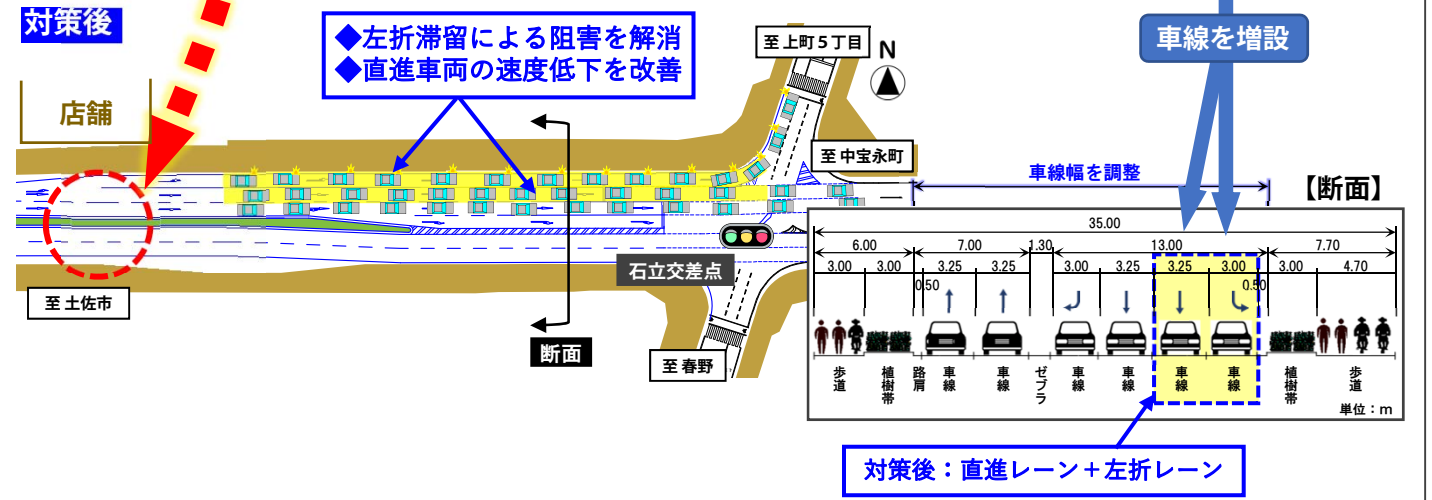 対策後
◆左折滞留による阻害を解消
◆直進車両の速度低下を改善
至 上町５丁目
N
車線を増設
店舗
至 中宝永町
車線幅を調整
【断面】
石立交差点
至 土佐市
断面
至 春野
35.00
6.00 7.00 1.30 13.00 7.70
3.00 3.00 3.25 3.25 3.00 3.25 3.25 3.00 3.00 4.70
0.50 0.50
歩道 植樹帯 路肩 車線 車線 ゼブラ 車線 車線 車線 車線 植樹帯 歩道
単位：m
対策後：直進レーン＋左折レーン